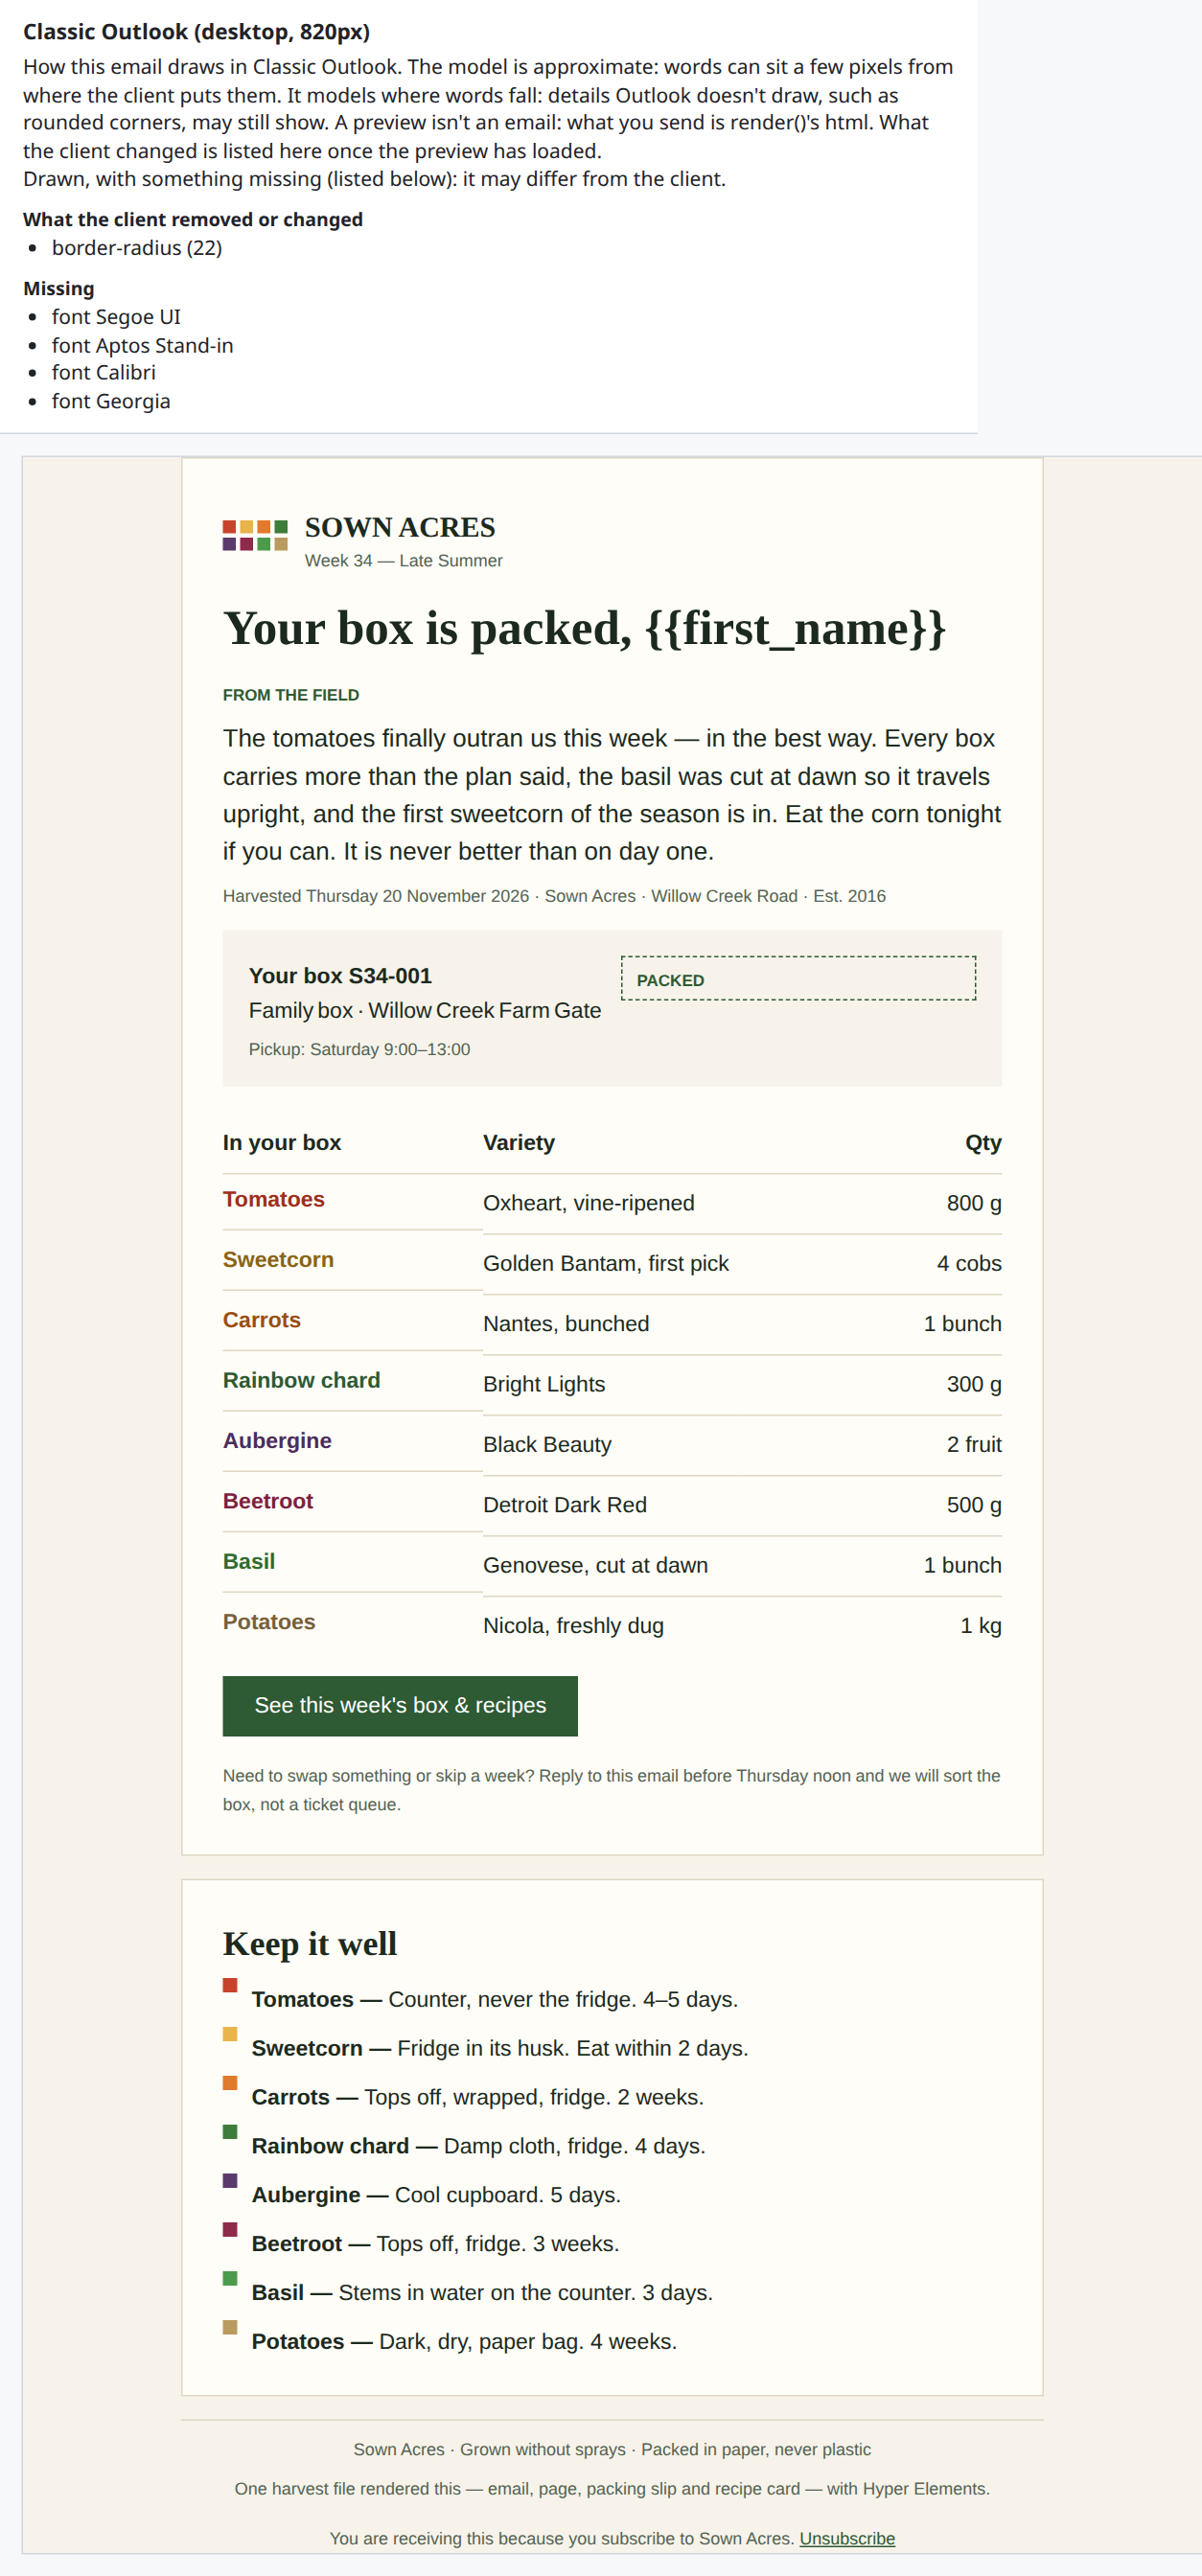 Classic Outlook (desktop, 820px)
How this email draws in Classic Outlook. The model is approximate: words can sit a few pixels from
where the client puts them. It models where words fall: details Outlook doesn't draw, such as
rounded corners, may still show. A preview isn't an email: what you send is render()'s html. What
the client changed is listed here once the preview has loaded.
Drawn, with something missing (listed below): it may differ from the client.
What the client removed or changed
• border-radius (22)
Missing
• font Segoe UI
• font Aptos Stand-in
• font Calibri
• font Georgia
SOWN ACRES
Week 34 — Late Summer
Your box is packed, {{first_name}}
FROM THE FIELD
The tomatoes finally outran us this week — in the best way. Every box
carries more than the plan said, the basil was cut at dawn so it travels
upright, and the first sweetcorn of the season is in. Eat the corn tonight
if you can. It is never better than on day one.
Harvested Thursday 20 November 2026 · Sown Acres · Willow Creek Road · Est. 2016
Your box S34-001
PACKED
Family box · Willow Creek Farm Gate
Pickup: Saturday 9:00–13:00
In your box Variety Qty
Tomatoes Oxheart, vine-ripened 800 g
Sweetcorn Golden Bantam, first pick 4 cobs
Carrots Nantes, bunched 1 bunch
Rainbow chard Bright Lights 300 g
Aubergine Black Beauty 2 fruit
Beetroot Detroit Dark Red 500 g
Basil Genovese, cut at dawn 1 bunch
Potatoes Nicola, freshly dug 1 kg
See this week's box & recipes
Need to swap something or skip a week? Reply to this email before Thursday noon and we will sort the
box, not a ticket queue.
Keep it well
Tomatoes — Counter, never the fridge. 4–5 days.
Sweetcorn — Fridge in its husk. Eat within 2 days.
Carrots — Tops off, wrapped, fridge. 2 weeks.
Rainbow chard — Damp cloth, fridge. 4 days.
Aubergine — Cool cupboard. 5 days.
Beetroot — Tops off, fridge. 3 weeks.
Basil — Stems in water on the counter. 3 days.
Potatoes — Dark, dry, paper bag. 4 weeks.
Sown Acres · Grown without sprays · Packed in paper, never plastic
One harvest file rendered this — email, page, packing slip and recipe card — with Hyper Elements.
You are receiving this because you subscribe to Sown Acres. Unsubscribe